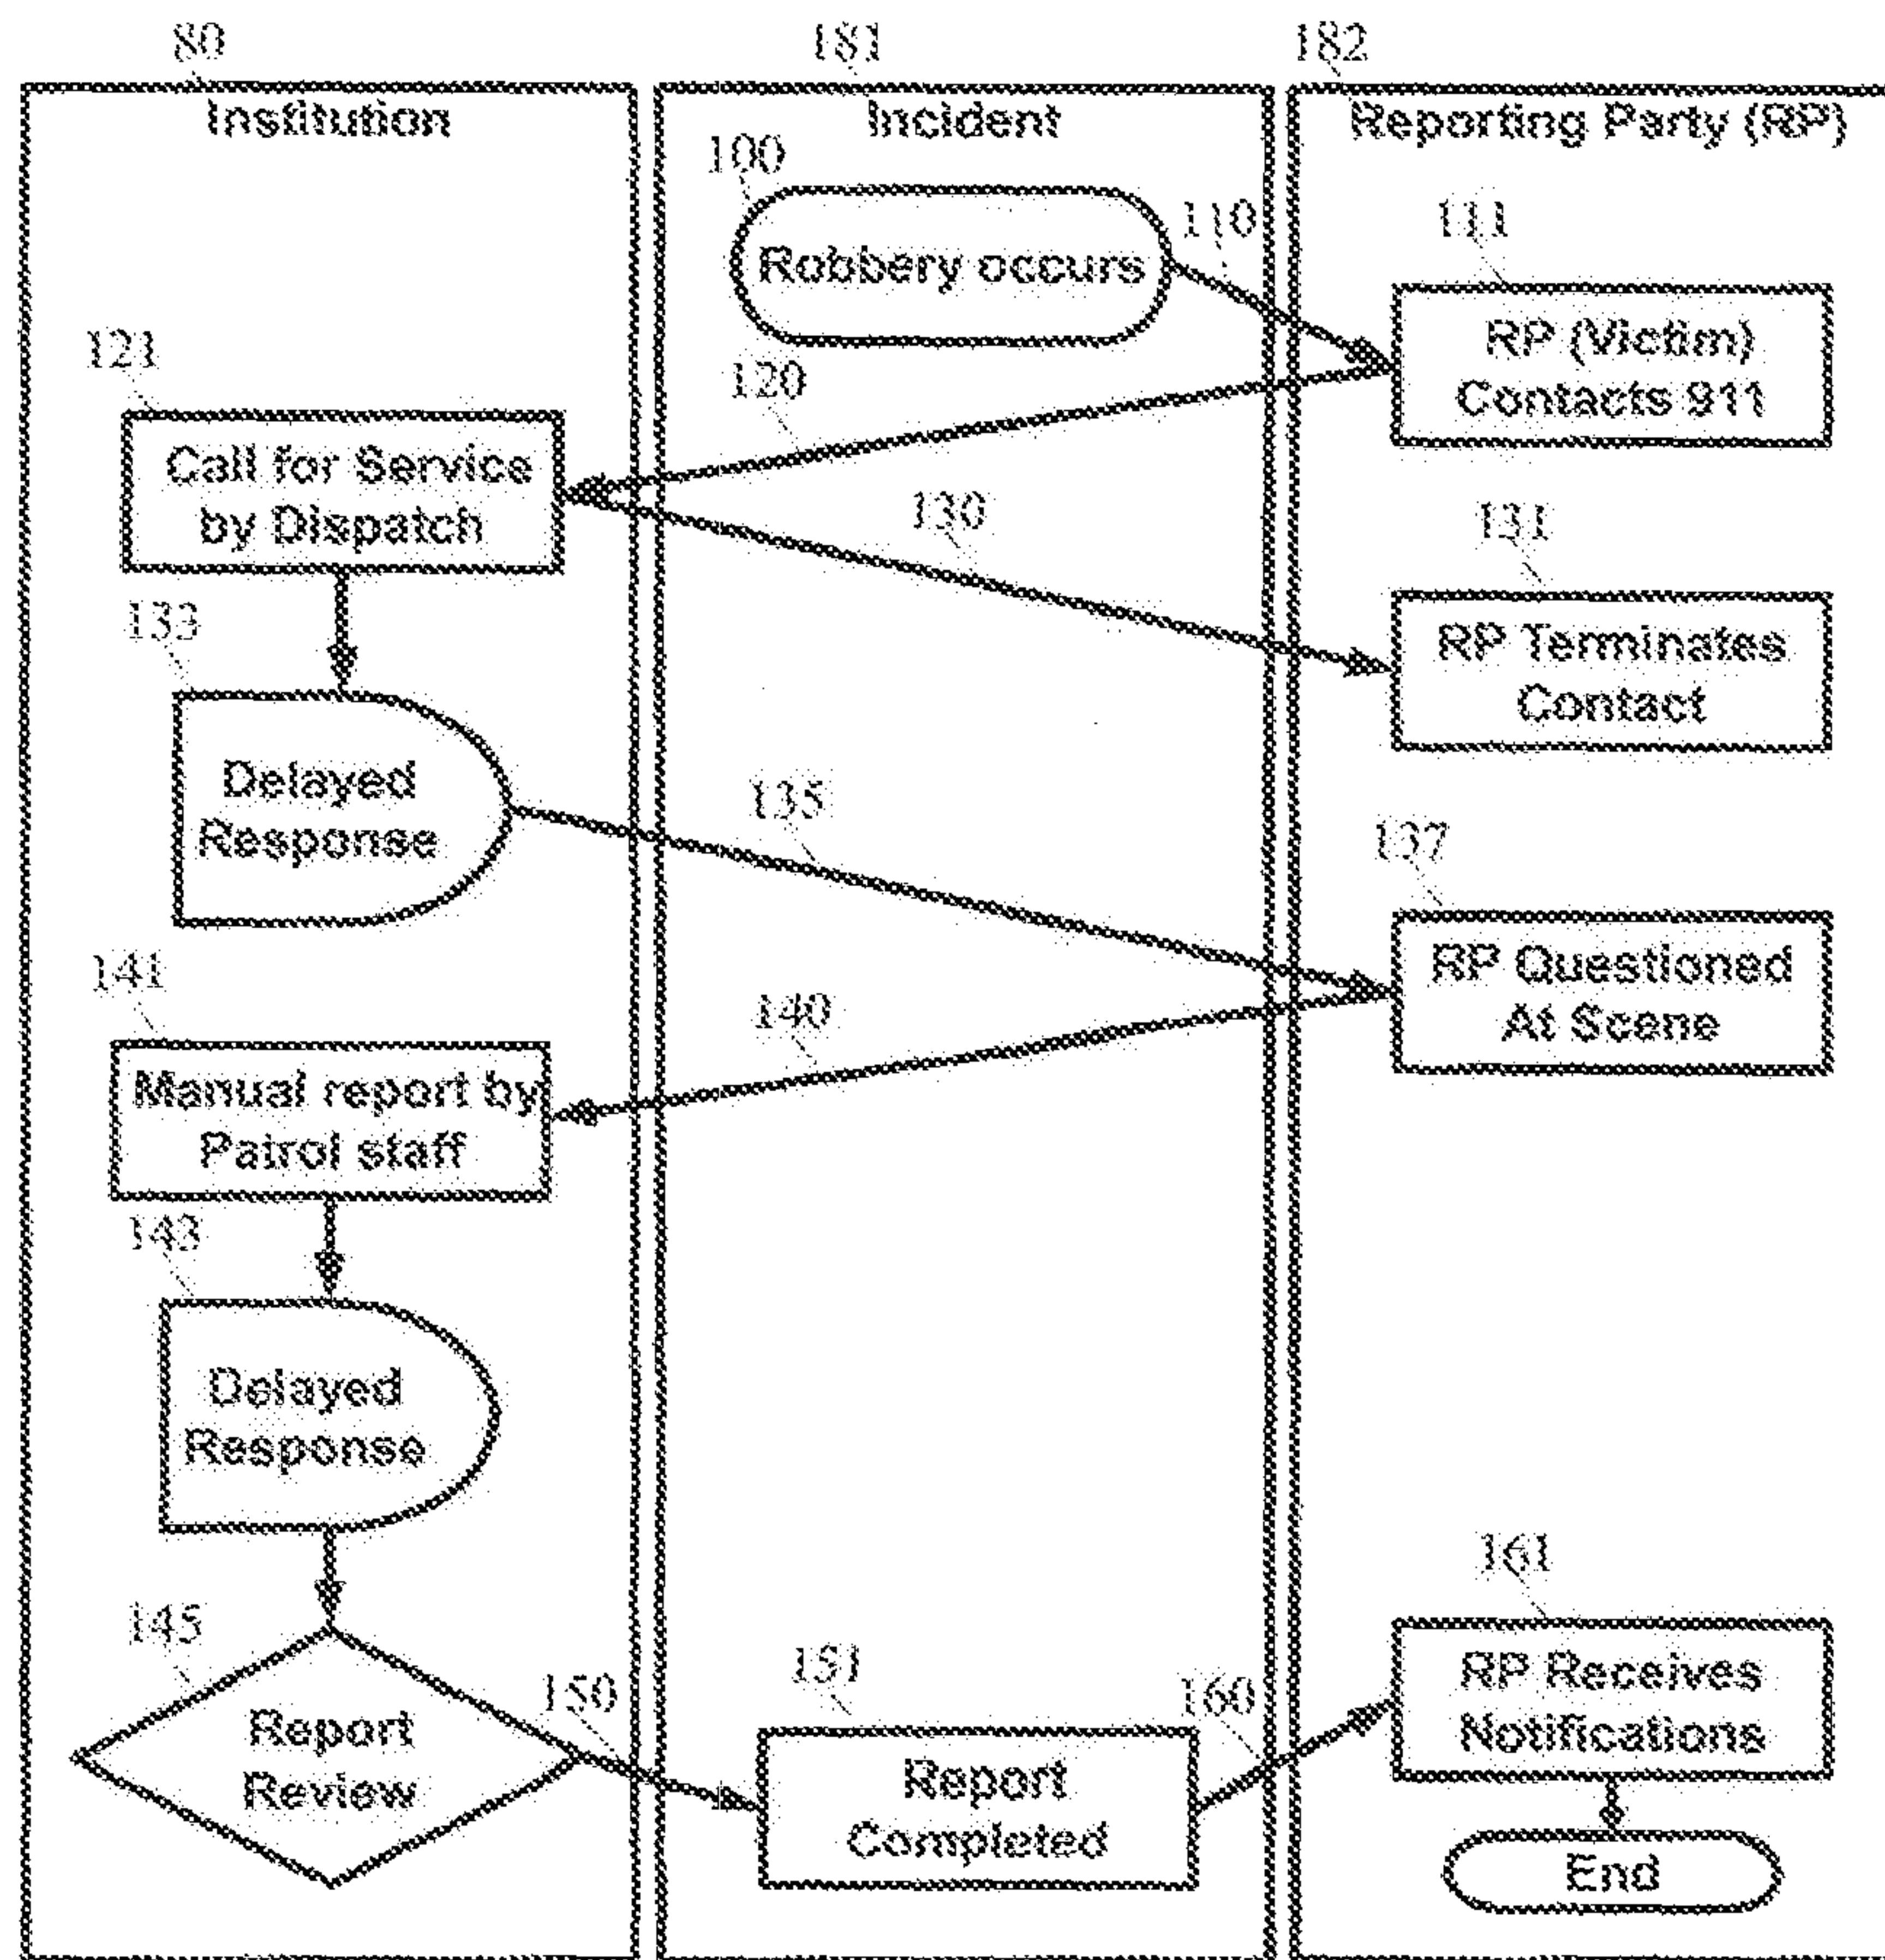 80
181
182
Institution
Incident
Reporting Party (RP)
100
Robbery occurs
110
111
RP (Victim)
Contacts 911
121
Call for Service
by Dispatch
120
130
131
RP Terminates
Contact
133
Delayed
Response
135
137
RP Questioned
At Scene
141
Manual report by
Patrol staff
140
143
Delayed
Response
145
Report
Review
150
151
Report
Completed
160
161
RP Receives
Notifications
End